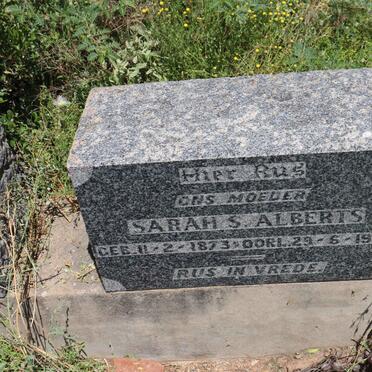 Hier Rus
ONS MOEDER
SARAH S. ALBERTS
GEB. 11-2-1873 OORL. 29-6-19
RUS IN VREDE.